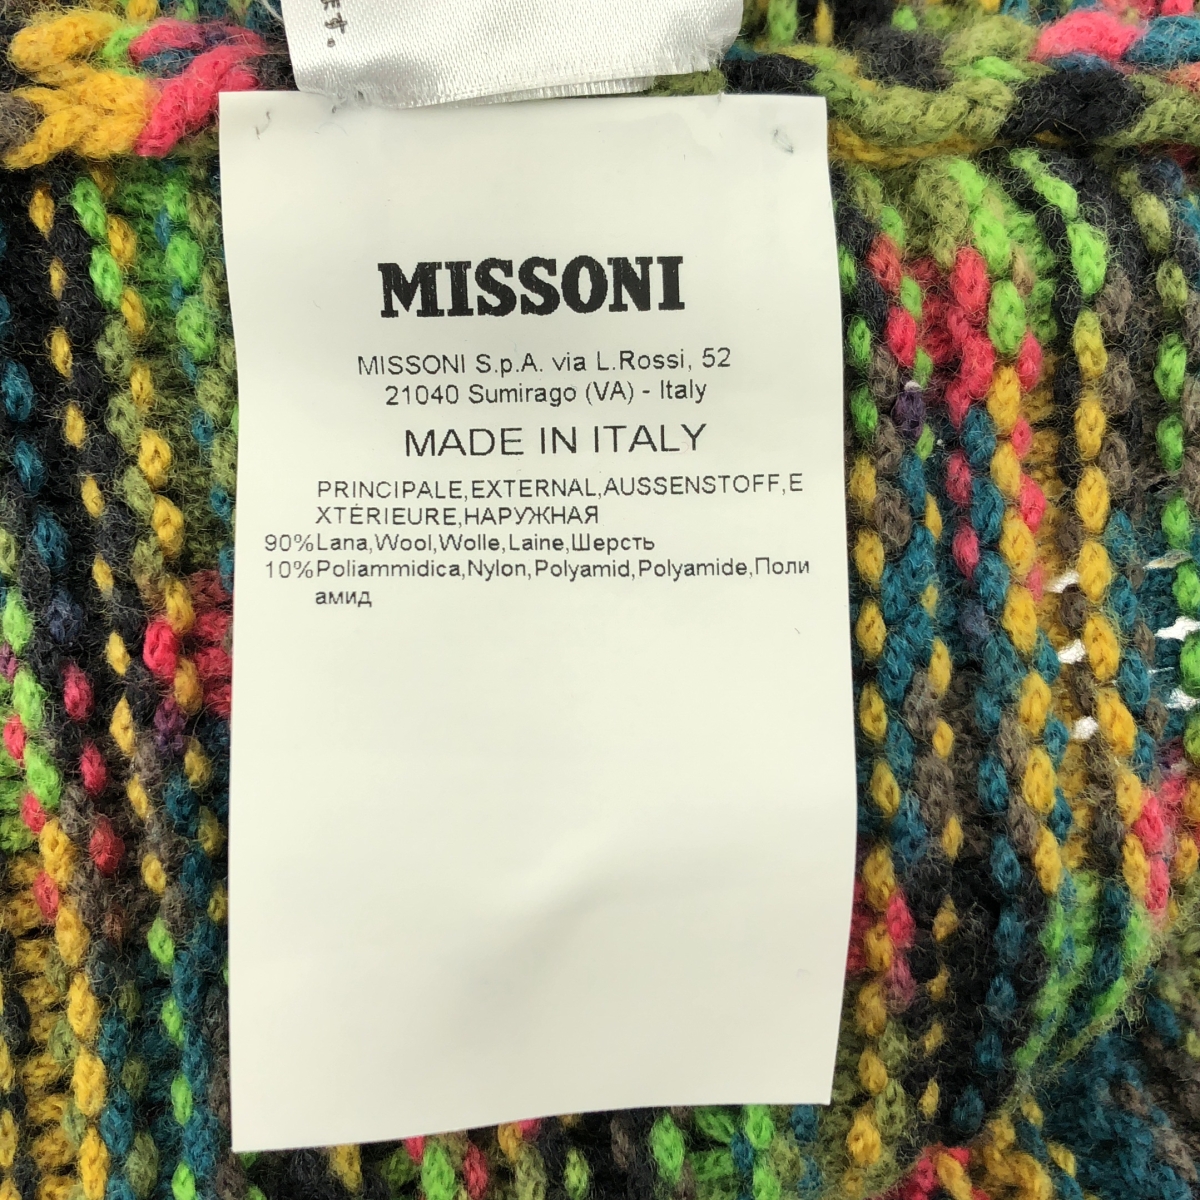 す.
MISSONI
MISSONI S.p.A. via L.Rossi, 52
21040 Sumirago (VA) - Italy
MADE IN ITALY
PRINCIPALE,EXTERNAL,AUSSENSTOFF,E
XTÉRIEURE,НАРУЖНАЯ
90%Lana,Wool,Wolle,Laine,Шерсть
10%Poliammidica,Nylon,Polyamid,Polyamide,Поли
амид